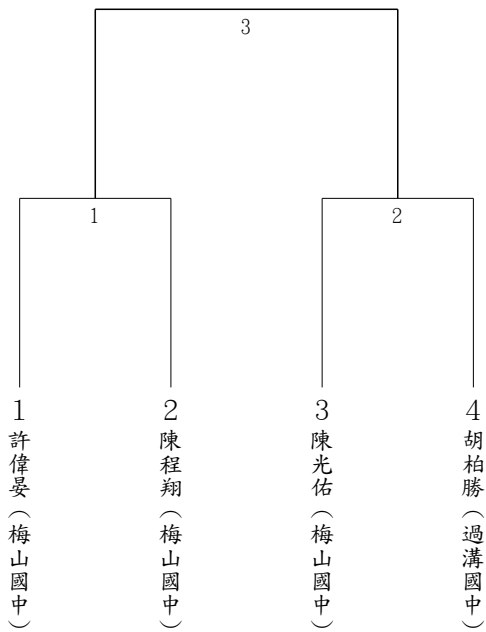 3
1
2
1 許偉晏（梅山國中）
2 陳程翔（梅山國中）
3 陳光佑（梅山國中）
4 胡柏勝（過溝國中）